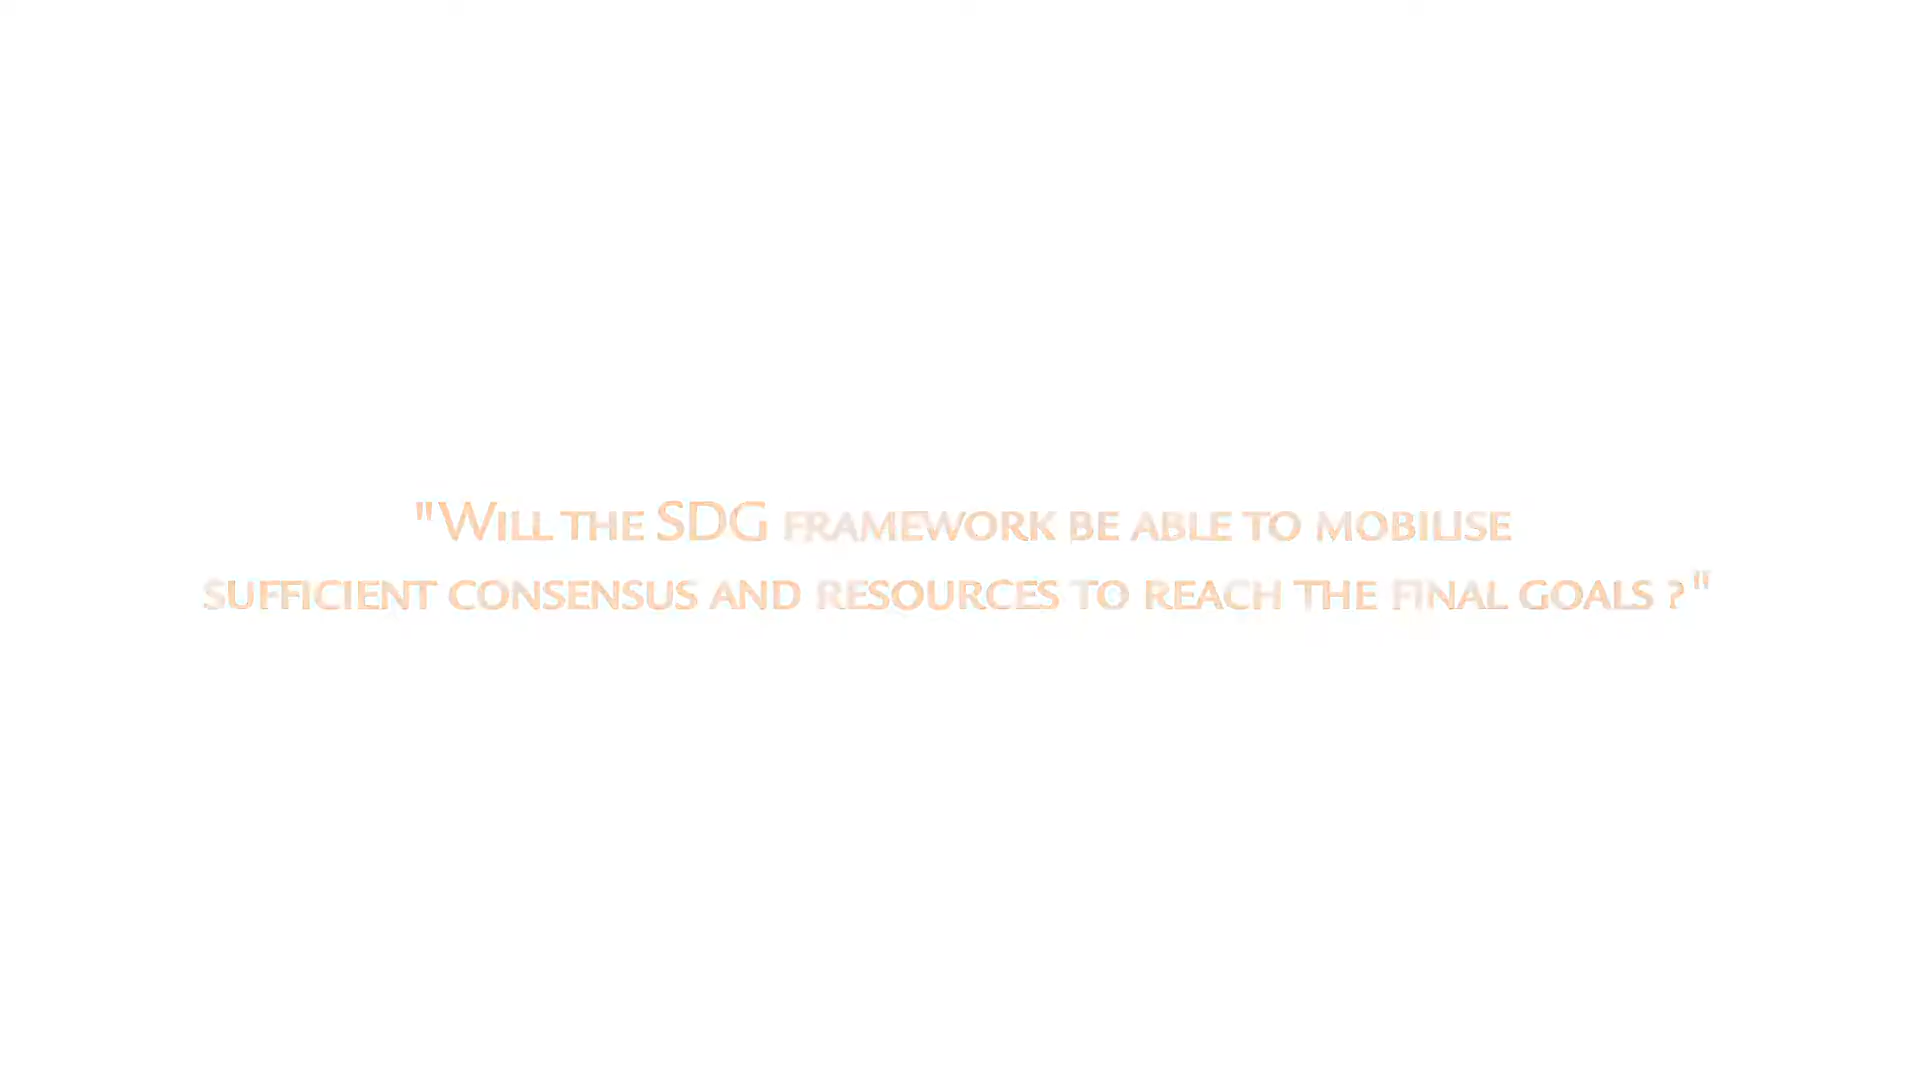 "Will the SDG framework be able to mobilise
sufficient consensus and resources to reach the final goals ?"